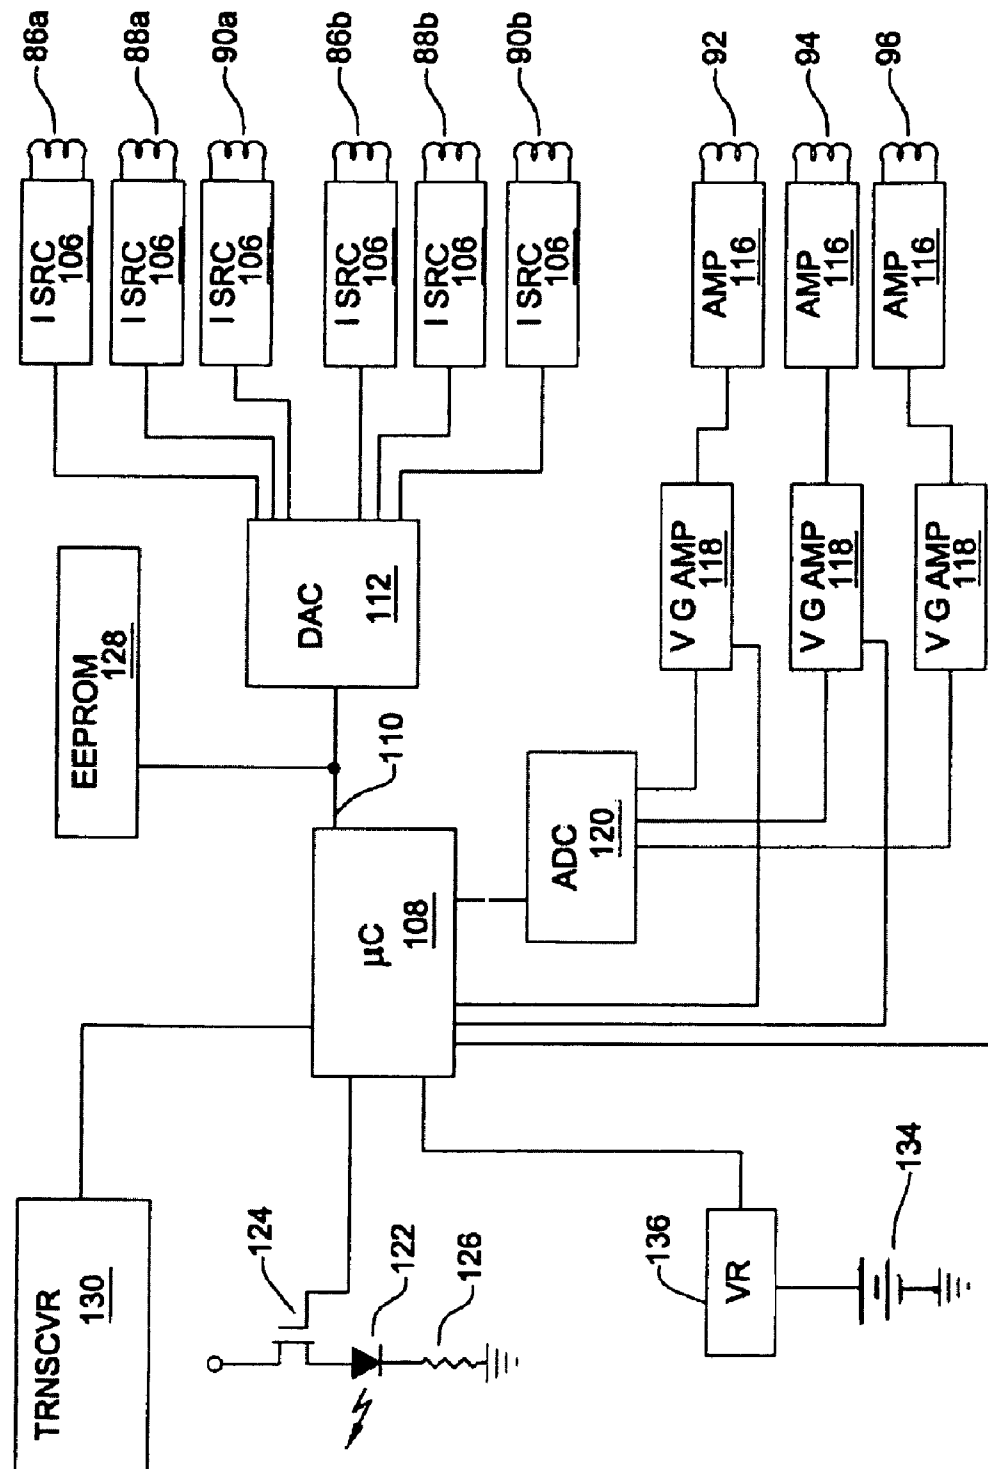 86a
88a
90a
86b
88b
90b
92
94
96
I SRC
106
I SRC
106
I SRC
106
I SRC
106
I SRC
106
I SRC
106
AMP
116
AMP
116
AMP
116
EEPROM
128
DAC
112
V G AMP
118
V G AMP
118
V G AMP
118
110
µC
108
ADC
120
TRNSCVR
130
124
122
126
136
VR
134